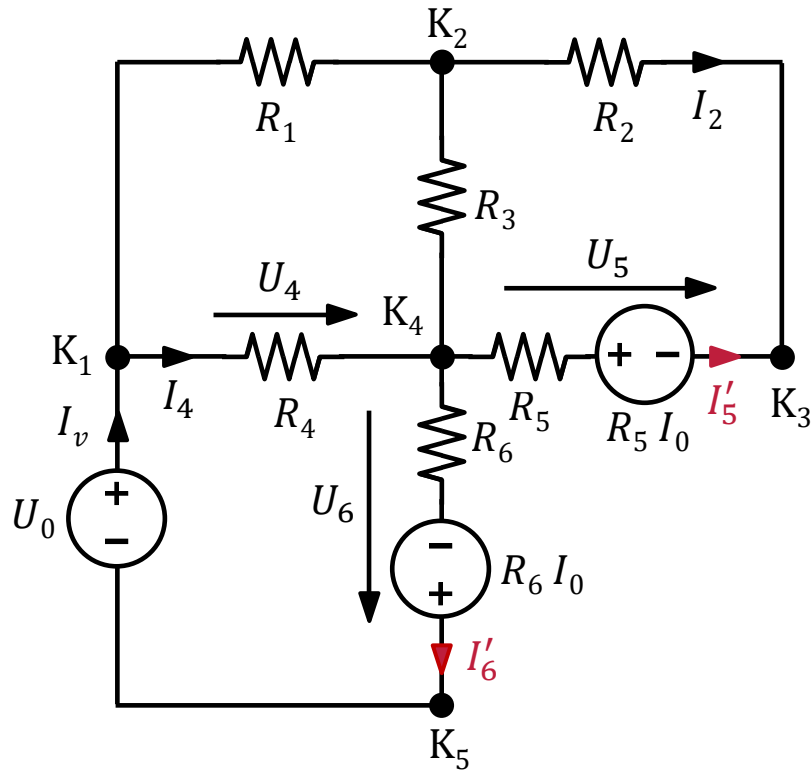 K₂
R₁
R₂
I₂
R₃
U₅
U₄
K₄
K₁
+ −
I₄
R₄
R₅
I₅′
K₃
R₅ I₀
I_v
R₆
U₆
+
−
U₀
−
+
R₆ I₀
I₆′
K₅